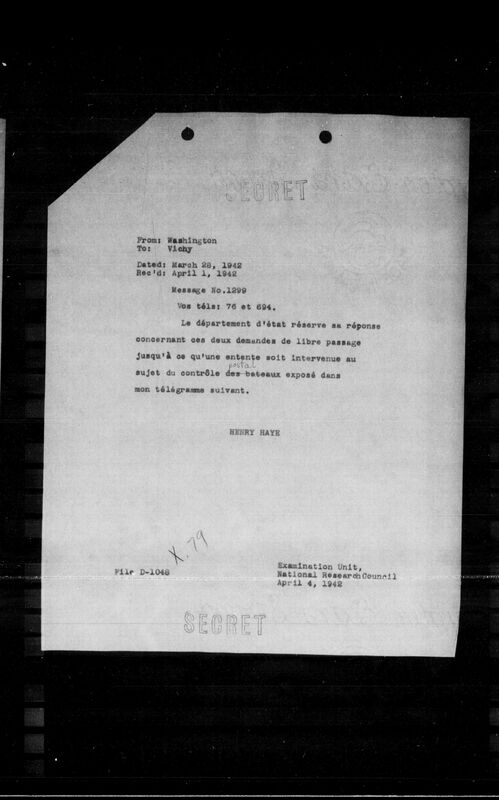 SECRET
From: Washington
To: Vichy
Dated: March 28, 1942
Rec'd: April 1, 1942
Message No.1299
Vos téls: 76 et 694.
Le département d'état réserve sa réponse
concernant ces deux demandes de libre passage
jusqu'à ce qu'une entente soit intervenue au
postal
sujet du contrôle des bateaux exposé dans
mon télégramme suivant.
HENRY HAYE
X.79
File D-1048
Examination Unit,
National Research Council
April 4, 1942
SECRET